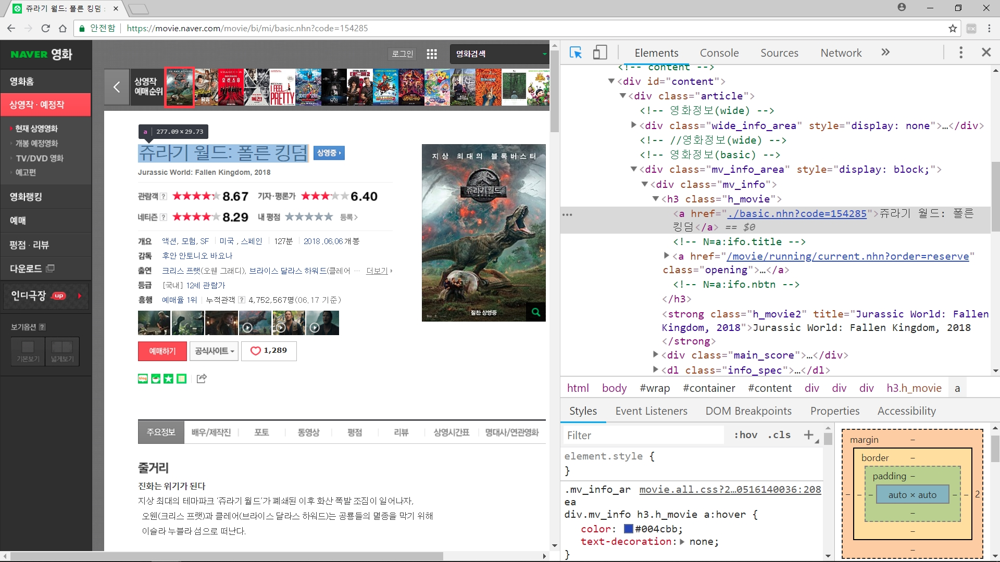 쥬라기 월드: 폴른 킹덤 :
안전함
https://movie.naver.com/movie/bi/mi/basic.nhn?code=154285
NAVER 영화
로그인
영화검색
영화홈
상영작 · 예정작
현재 상영영화
개봉 예정영화
TV/DVD 영화
예고편
영화랭킹
예매
평점 · 리뷰
다운로드
인디극장 up
보기옵션 ?
기본보기 넓게보기
상영작
예매 순위
오션스8
독전
I FEEL PRETTY
유전
데드풀2
a 277.09 × 29.73
쥬라기 월드: 폴른 킹덤 상영중
Jurassic World: Fallen Kingdom, 2018
관람객 ? 8.67 기자·평론가 6.40
네티즌 ? 8.29 내 평점 등록
개요 액션, 모험, SF 미국 , 스페인 127분 2018 .06.06 개봉
감독 후안 안토니오 바요나
출연 크리스 프랫(오웬 그래디), 브라이스 달라스 하워드(클레어 ··· 더보기
등급 [국내] 12세 관람가
흥행 예매율 1위 누적관객 ? 4,752,567명(06.17 기준)
예매하기 공식사이트 1,289
blog
지상 최대의 블록버스터
쥬라기 월드
절찬 상영중
주요정보 배우/제작진 포토 동영상 평점 리뷰 상영시간표 명대사/연관영화
줄거리
진화는 위기가 된다
지상 최대의 테마파크 ‘쥬라기 월드’가 폐쇄된 이후 화산 폭발 조짐이 일어나자,
오웬(크리스 프랫)과 클레어(브라이스 달라스 하워드)는 공룡들의 멸종을 막기 위해
이슬라 누블라 섬으로 떠난다.
Elements Console Sources Network »
<!-- content -->
<div id="content">
<div class="article">
<!-- 영화정보(wide) -->
<div class="wide_info_area" style="display: none">…</div>
<!-- //영화정보(wide) -->
<!-- 영화정보(basic) -->
<div class="mv_info_area" style="display: block;">
<div class="mv_info">
<h3 class="h_movie">
<a href="./basic.nhn?code=154285">쥬라기 월드: 폴른
킹덤</a> == $0
<!-- N=a:ifo.title -->
<a href="/movie/running/current.nhn?order=reserve"
class="opening">…</a>
<!-- N=a:ifo.nbtn -->
</h3>
<strong class="h_movie2" title="Jurassic World: Fallen
Kingdom, 2018">Jurassic World: Fallen Kingdom, 2018
</strong>
<div class="main_score">…</div>
<dl class="info_spec">…</dl>
html body #wrap #container #content div div div h3.h_movie a
Styles Event Listeners DOM Breakpoints Properties Accessibility
Filter :hov .cls +
element.style {
}
.mv_info_ar movie.all.css?2…0516140036:208
ea
div.mv_info h3.h_movie a:hover {
color: #004cbb;
text-decoration: none;
}
margin –
border –
padding –
– – – auto × auto – – 2
–
–
–